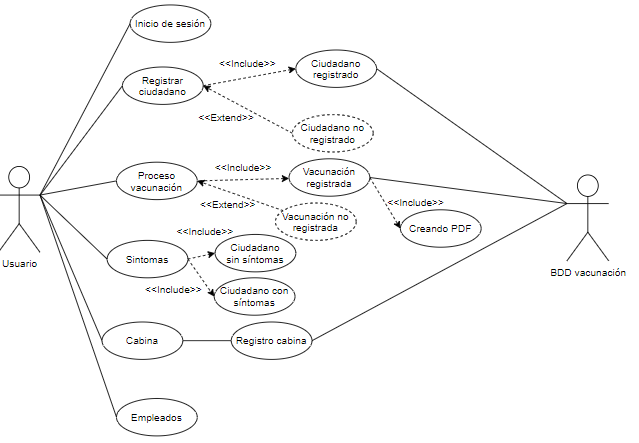 Inicio de sesión
<<Include>>
Ciudadano
registrado
Registrar
ciudadano
<<Extend>>
Ciudadano no
registrado
Proceso
vacunación
<<Include>>
Vacunación
registrada
<<Extend>>
<<Include>>
Vacunación no
registrada
Creando PDF
<<Include>>
Sintomas
Ciudadano
sin síntomas
<<Include>>
Ciudadano con
síntomas
Usuario
BDD vacunación
Cabina
Registro cabina
Empleados